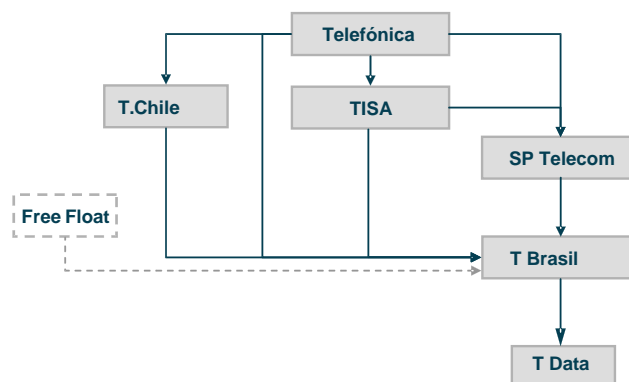 Telefónica
T.Chile
TISA
SP Telecom
Free Float
T Brasil
T Data